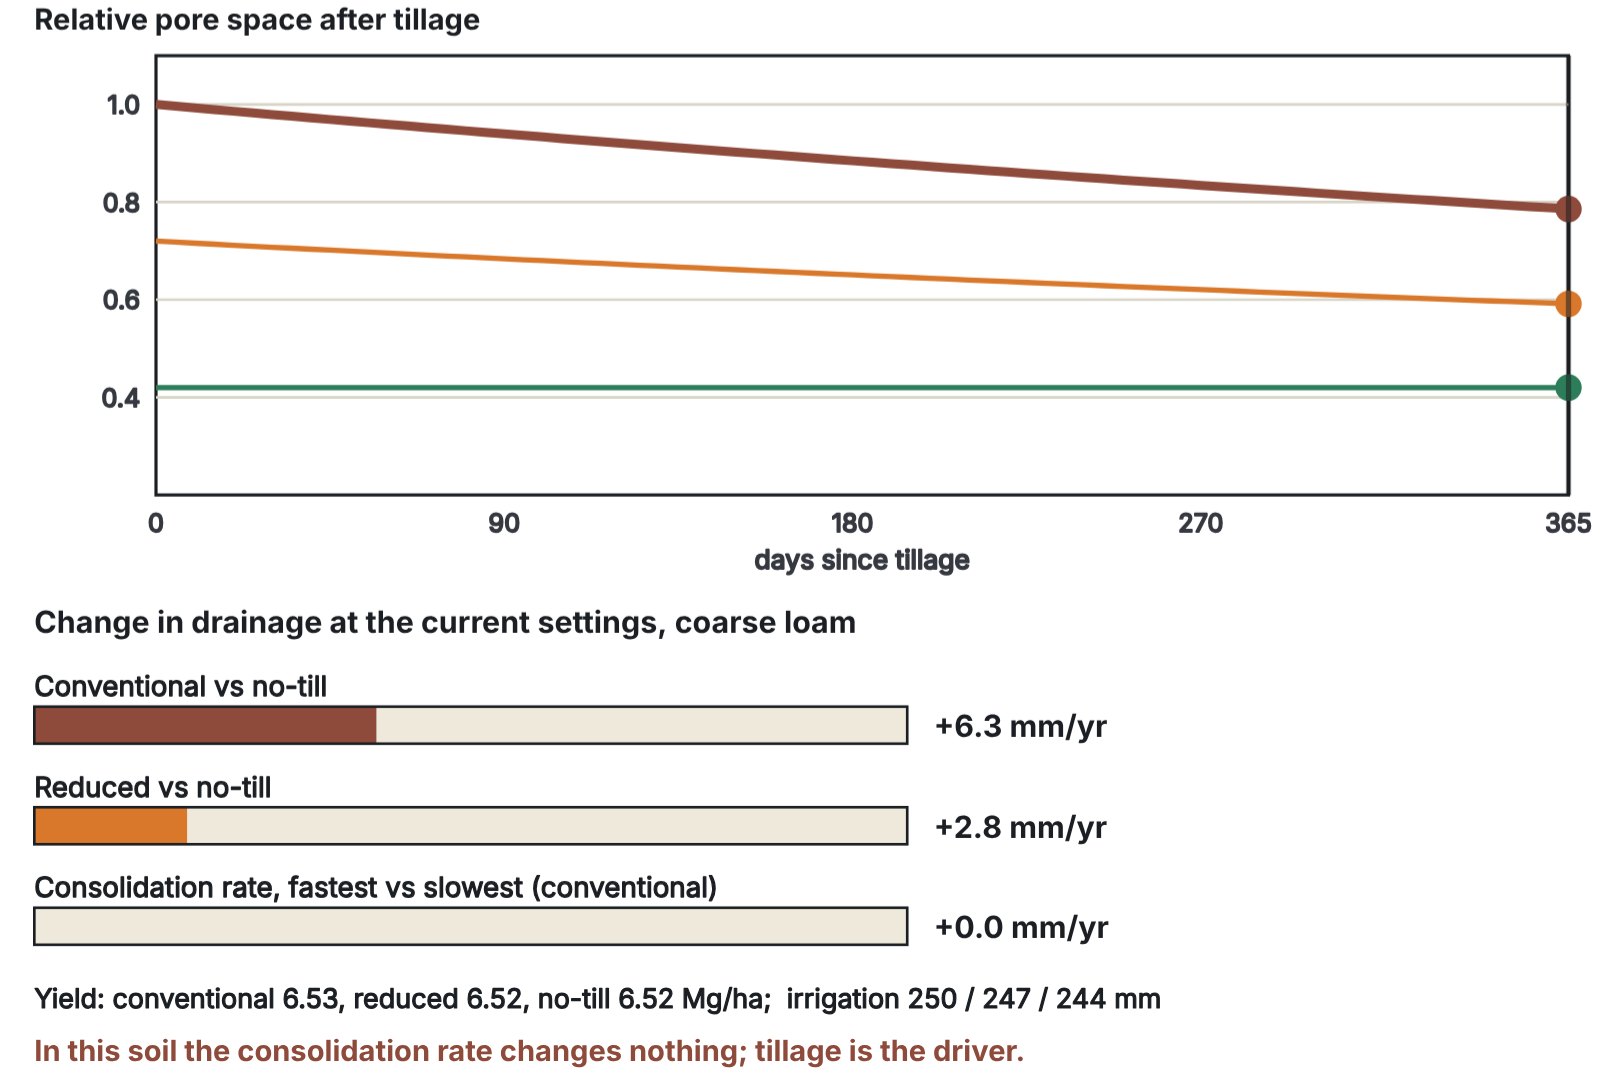 Relative pore space after tillage
1.0
0.8
0.6
0.4
0 90 180 270 365
days since tillage
Change in drainage at the current settings, coarse loam
Conventional vs no-till
+6.3 mm/yr
Reduced vs no-till
+2.8 mm/yr
Consolidation rate, fastest vs slowest (conventional)
+0.0 mm/yr
Yield: conventional 6.53, reduced 6.52, no-till 6.52 Mg/ha; irrigation 250 / 247 / 244 mm
In this soil the consolidation rate changes nothing; tillage is the driver.